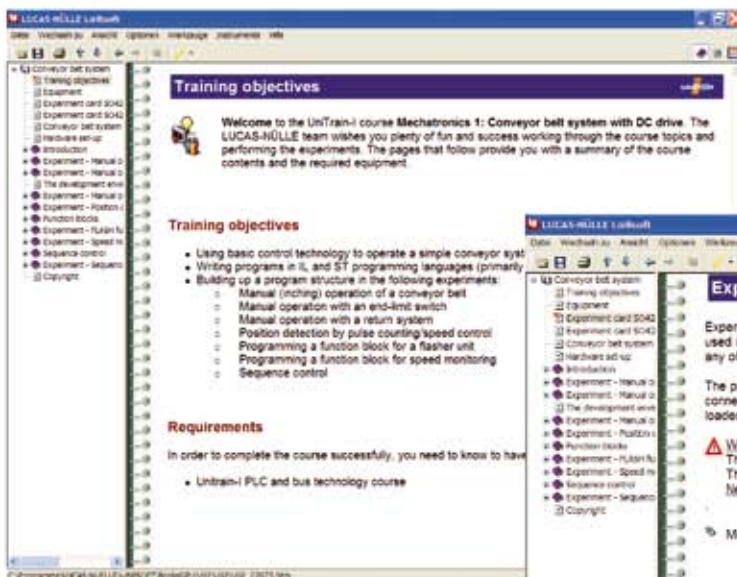 LUCAS-NÜLLE Labsoft
Datei Wechseln zu Ansicht Optionen Werkzeuge Instrumente Hilfe
Conveyor belt system
Training objectives
Equipment
Experiment card SO42
Experiment card SO42
Conveyor belt system
Hardware set-up
Introduction
Experiment - Manual o
Experiment - Manual o
The development envi
Experiment - Manual o
Experiment - Position
Function blocks
Experiment - Flash fu
Experiment - Speed m
Sequence control
Experiment - Sequenc
Copyright
Training objectives
Welcome to the UniTrain-I course Mechatronics 1: Conveyor belt system with DC drive. The
LUCAS-NÜLLE team wishes you plenty of fun and success working through the course topics and
performing the experiments. The pages that follow provide you with a summary of the course
contents and the required equipment.
Training objectives
Using basic control technology to operate a simple conveyor syst
Writing programs in IL and ST programming languages (primarily
Building up a program structure in the following experiments:
Manual (inching) operation of a conveyor belt
Manual operation with an end-limit switch
Manual operation with a return system
Position detection by pulse counting/speed control
Programming a function block for a flasher unit
Programming a function block for speed monitoring
Sequence control
Requirements
In order to complete the course successfully, you need to know to have
Unitrain-I PLC and bus technology course
LUCAS-NÜLLE Labsoft
Datei Wechseln zu Ansicht Optionen Werkzeu
Conveyor belt system
Training objectives
Equipment
Experiment card SO42
Experiment card SO42
Conveyor belt system
Hardware set-up
Introduction
Experiment - Manual o
Experiment - Manual o
The development envi
Experiment - Manual o
Experiment - Position
Function blocks
Experiment - Flash fu
Experiment - Speed m
Sequence control
Experiment - Sequenc
Copyright
Exp
Exper
used i
any of
The p
conne
loade
W
Th
Th
Ne
M